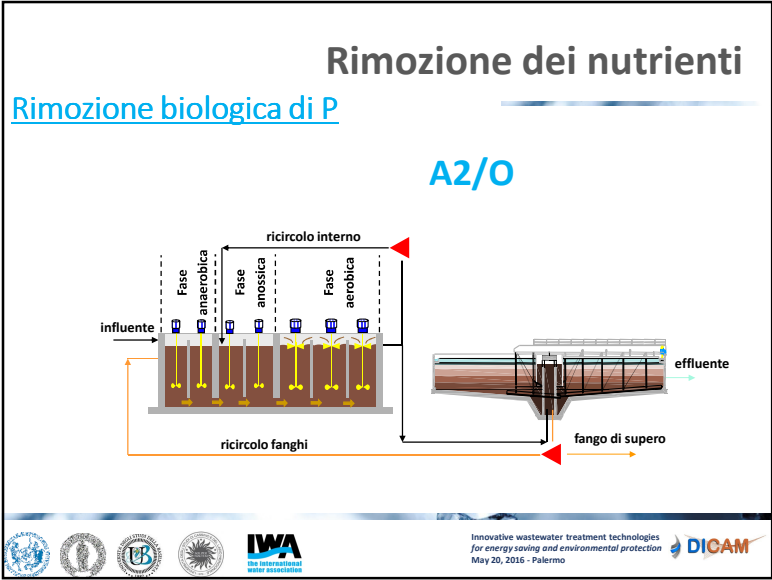 Rimozione dei nutrienti
Rimozione biologica di P
A2/O
ricircolo interno
Fase
anaerobica
Fase
anossica
Fase
aerobica
influente
effluente
ricircolo fanghi
fango di supero
IWA
the international
water association
Innovative wastewater treatment technologies
for energy saving and environmental protection
May 20, 2016 - Palermo
DICAM